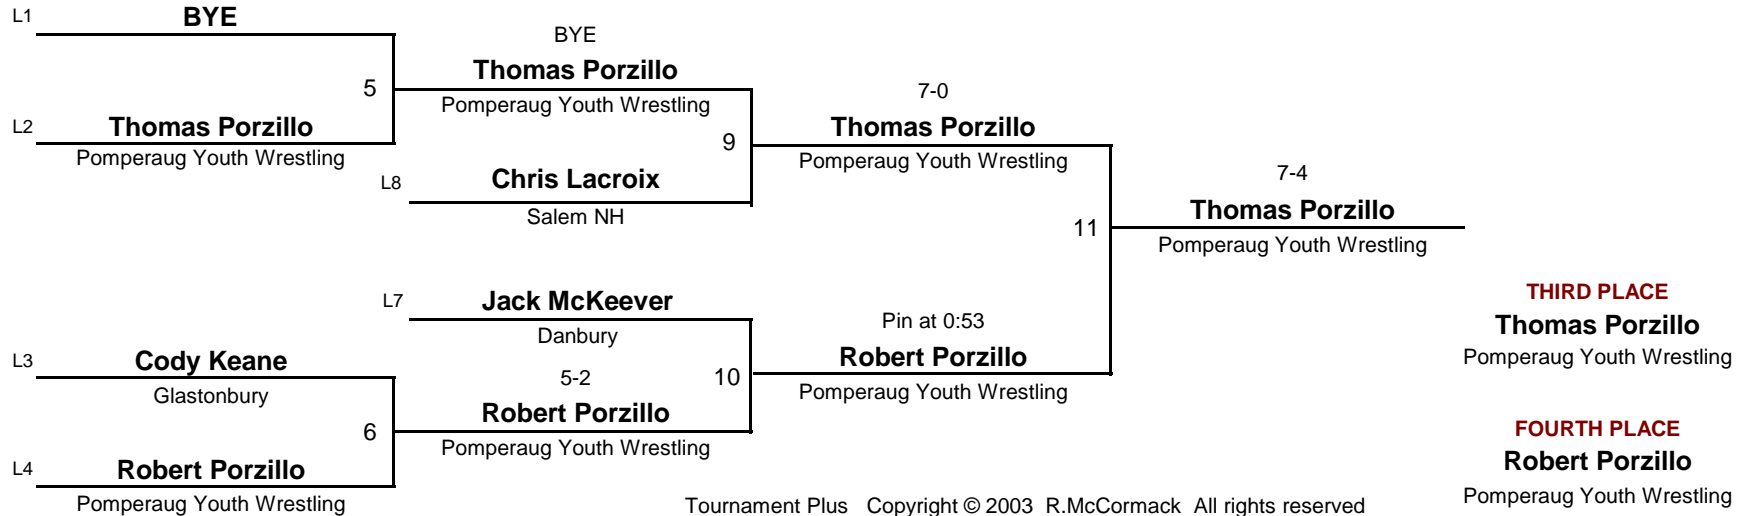 L1
BYE
5
L2
Thomas Porzillo
Pomperaug Youth Wrestling
BYE
Thomas Porzillo
Pomperaug Youth Wrestling
9
L8
Chris Lacroix
Salem NH
7-0
Thomas Porzillo
Pomperaug Youth Wrestling
11
7-4
Thomas Porzillo
Pomperaug Youth Wrestling
L7
Jack McKeever
Danbury
10
L3
Cody Keane
Glastonbury
6
L4
Robert Porzillo
Pomperaug Youth Wrestling
5-2
Robert Porzillo
Pomperaug Youth Wrestling
Pin at 0:53
Robert Porzillo
Pomperaug Youth Wrestling
THIRD PLACE
Thomas Porzillo
Pomperaug Youth Wrestling
FOURTH PLACE
Robert Porzillo
Pomperaug Youth Wrestling
Tournament Plus Copyright © 2003 R.McCormack All rights reserved